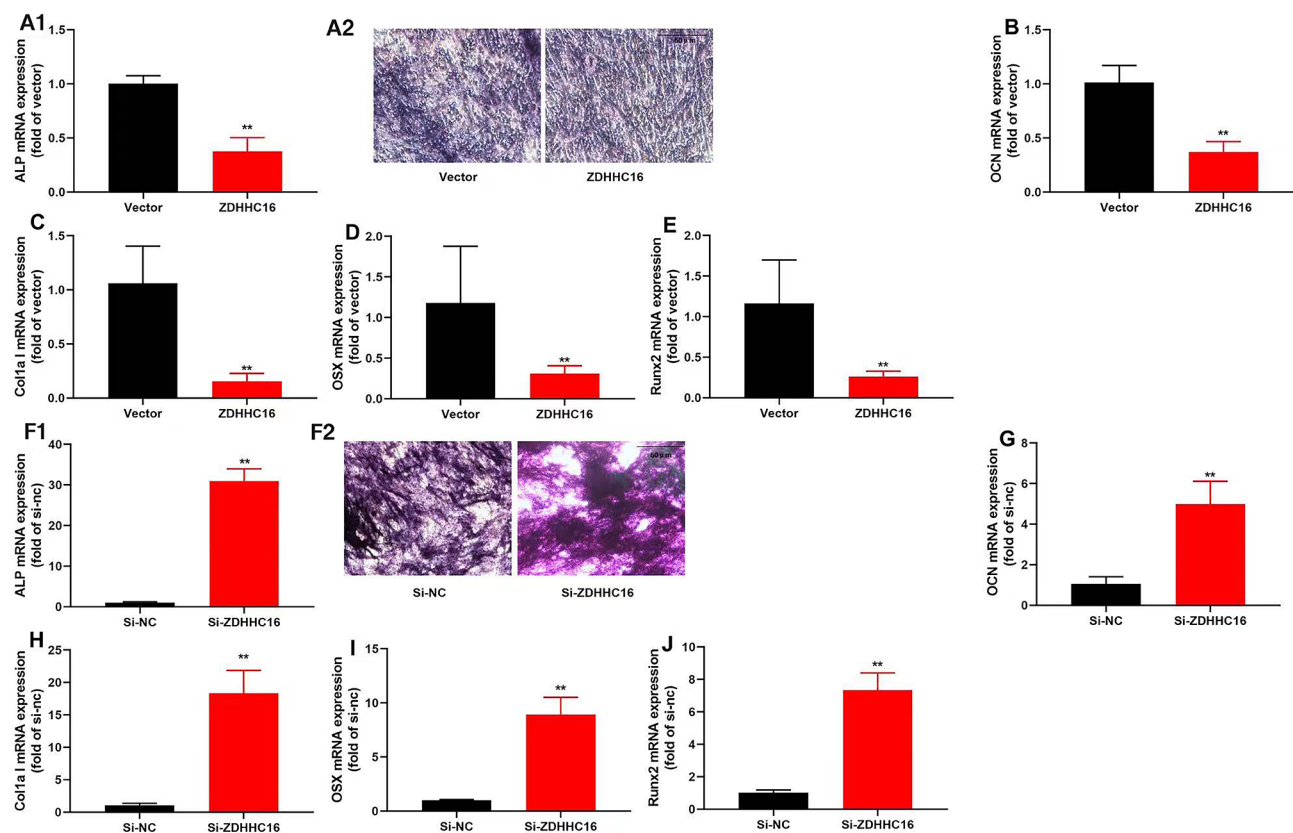 A1
ALP mRNA expression
(fold of vector)
1.5
1.0
0.5
0.0
**
Vector
ZDHHC16
A2
50 μm
Vector
ZDHHC16
B
OCN mRNA expression
(fold of vector)
1.5
1.0
0.5
0.0
**
Vector
ZDHHC16
C
Col1a I mRNA expression
(fold of vector)
1.5
1.0
0.5
0.0
**
Vector
ZDHHC16
D
OSX mRNA expression
(fold of vector)
2.0
1.5
1.0
0.5
0.0
**
Vector
ZDHHC16
E
Runx2 mRNA expression
(fold of vector)
2.0
1.5
1.0
0.5
0.0
**
Vector
ZDHHC16
F1
ALP mRNA expression
(fold of si-nc)
40
30
20
10
0
**
Si-NC
Si-ZDHHC16
F2
50 μm
Si-NC
Si-ZDHHC16
G
OCN mRNA expression
(fold of si-nc)
8
6
4
2
0
**
Si-NC
Si-ZDHHC16
H
Col1a I mRNA expression
(fold of si-nc)
25
20
15
10
5
0
**
Si-NC
Si-ZDHHC16
I
OSX mRNA expression
(fold of si-nc)
15
10
5
0
**
Si-NC
Si-ZDHHC16
J
Runx2 mRNA expression
(fold of si-nc)
10
8
6
4
2
0
**
Si-NC
Si-ZDHHC16